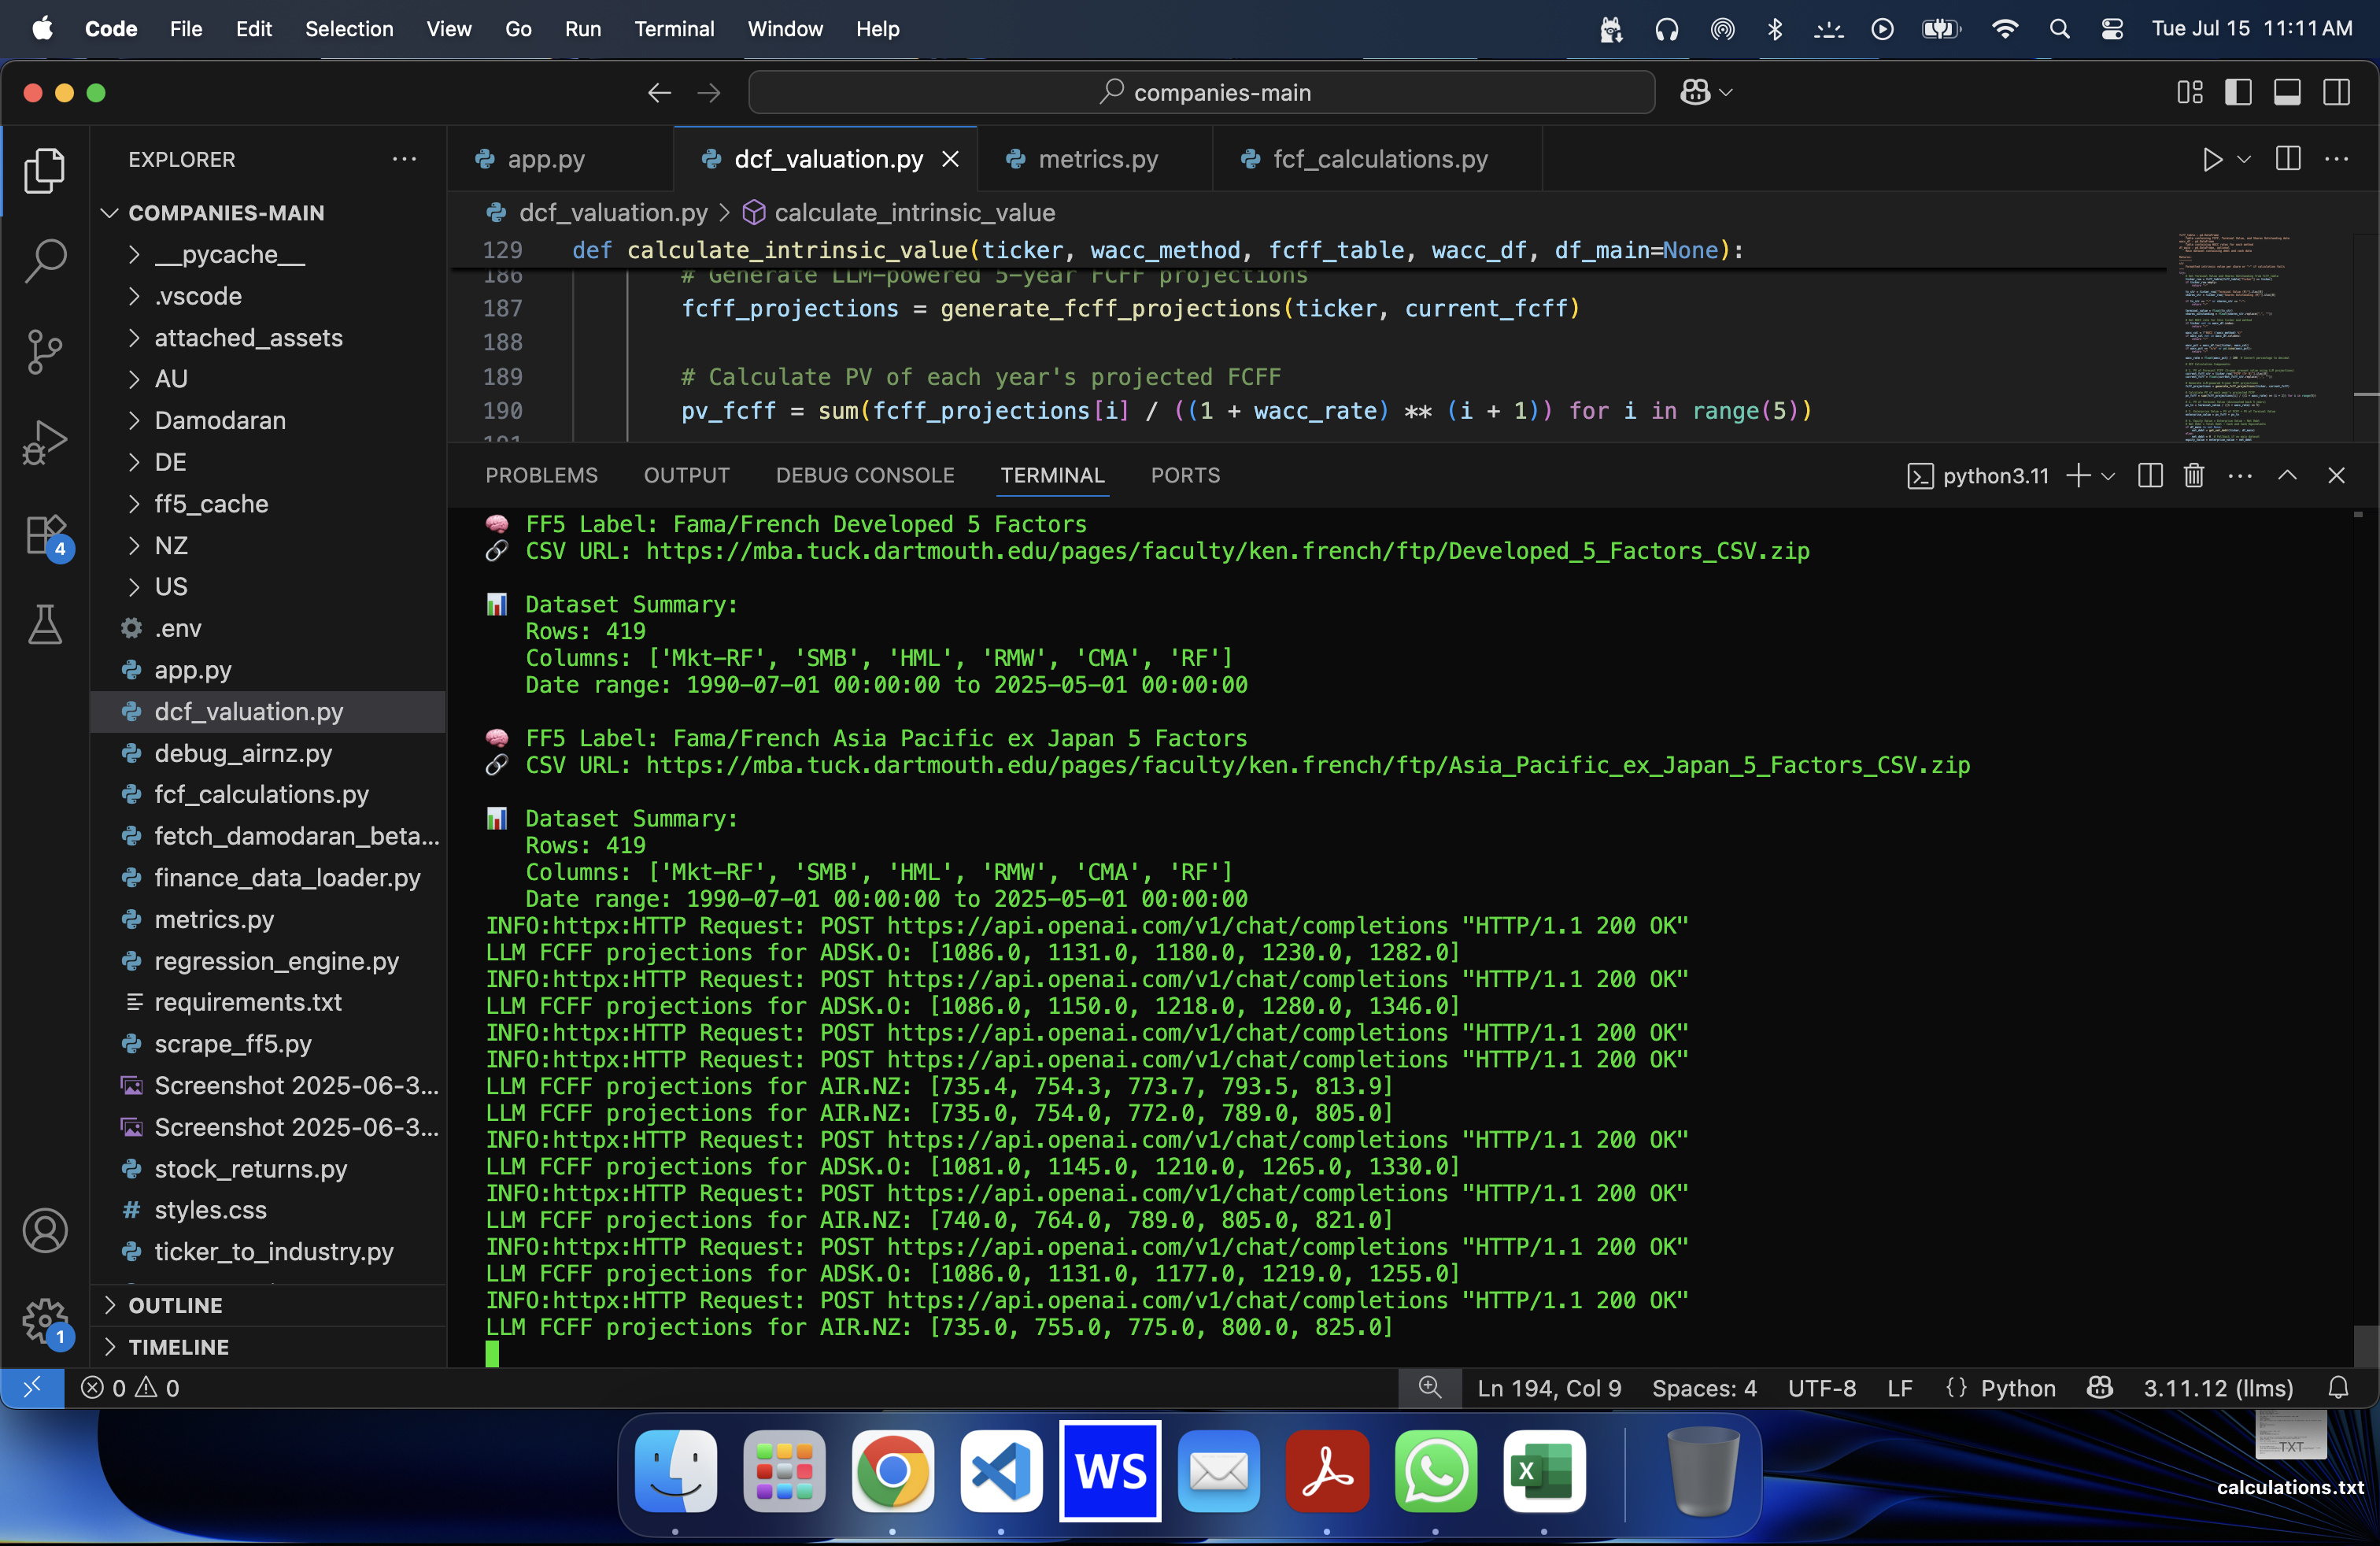 Code File Edit Selection View Go Run Terminal Window Help Tue Jul 15 11:11 AM
companies-main
EXPLORER
COMPANIES-MAIN
__pycache__
.vscode
attached_assets
AU
Damodaran
DE
ff5_cache
NZ
US
.env
app.py
dcf_valuation.py
debug_airnz.py
fcf_calculations.py
fetch_damodaran_beta...
finance_data_loader.py
metrics.py
regression_engine.py
requirements.txt
scrape_ff5.py
Screenshot 2025-06-3...
Screenshot 2025-06-3...
stock_returns.py
styles.css
ticker_to_industry.py
OUTLINE
TIMELINE
4
1
app.py dcf_valuation.py metrics.py fcf_calculations.py
dcf_valuation.py > calculate_intrinsic_value
129 def calculate_intrinsic_value(ticker, wacc_method, fcff_table, wacc_df, df_main=None):
186 # Generate LLM-powered 5-year FCFF projections
187 fcff_projections = generate_fcff_projections(ticker, current_fcff)
188
189 # Calculate PV of each year's projected FCFF
190 pv_fcff = sum(fcff_projections[i] / ((1 + wacc_rate) ** (i + 1)) for i in range(5))
191
PROBLEMS OUTPUT DEBUG CONSOLE TERMINAL PORTS python3.11
FF5 Label: Fama/French Developed 5 Factors
CSV URL: https://mba.tuck.dartmouth.edu/pages/faculty/ken.french/ftp/Developed_5_Factors_CSV.zip
Dataset Summary:
Rows: 419
Columns: ['Mkt-RF', 'SMB', 'HML', 'RMW', 'CMA', 'RF']
Date range: 1990-07-01 00:00:00 to 2025-05-01 00:00:00
FF5 Label: Fama/French Asia Pacific ex Japan 5 Factors
CSV URL: https://mba.tuck.dartmouth.edu/pages/faculty/ken.french/ftp/Asia_Pacific_ex_Japan_5_Factors_CSV.zip
Dataset Summary:
Rows: 419
Columns: ['Mkt-RF', 'SMB', 'HML', 'RMW', 'CMA', 'RF']
Date range: 1990-07-01 00:00:00 to 2025-05-01 00:00:00
INFO:httpx:HTTP Request: POST https://api.openai.com/v1/chat/completions "HTTP/1.1 200 OK"
LLM FCFF projections for ADSK.O: [1086.0, 1131.0, 1180.0, 1230.0, 1282.0]
INFO:httpx:HTTP Request: POST https://api.openai.com/v1/chat/completions "HTTP/1.1 200 OK"
LLM FCFF projections for ADSK.O: [1086.0, 1150.0, 1218.0, 1280.0, 1346.0]
INFO:httpx:HTTP Request: POST https://api.openai.com/v1/chat/completions "HTTP/1.1 200 OK"
INFO:httpx:HTTP Request: POST https://api.openai.com/v1/chat/completions "HTTP/1.1 200 OK"
LLM FCFF projections for AIR.NZ: [735.4, 754.3, 773.7, 793.5, 813.9]
LLM FCFF projections for AIR.NZ: [735.0, 754.0, 772.0, 789.0, 805.0]
INFO:httpx:HTTP Request: POST https://api.openai.com/v1/chat/completions "HTTP/1.1 200 OK"
LLM FCFF projections for ADSK.O: [1081.0, 1145.0, 1210.0, 1265.0, 1330.0]
INFO:httpx:HTTP Request: POST https://api.openai.com/v1/chat/completions "HTTP/1.1 200 OK"
LLM FCFF projections for AIR.NZ: [740.0, 764.0, 789.0, 805.0, 821.0]
INFO:httpx:HTTP Request: POST https://api.openai.com/v1/chat/completions "HTTP/1.1 200 OK"
LLM FCFF projections for ADSK.O: [1086.0, 1131.0, 1177.0, 1219.0, 1255.0]
INFO:httpx:HTTP Request: POST https://api.openai.com/v1/chat/completions "HTTP/1.1 200 OK"
LLM FCFF projections for AIR.NZ: [735.0, 755.0, 775.0, 800.0, 825.0]
0 0 Ln 194, Col 9 Spaces: 4 UTF-8 LF {} Python 3.11.12 (llms)
WS
X
TXT
calculations.txt